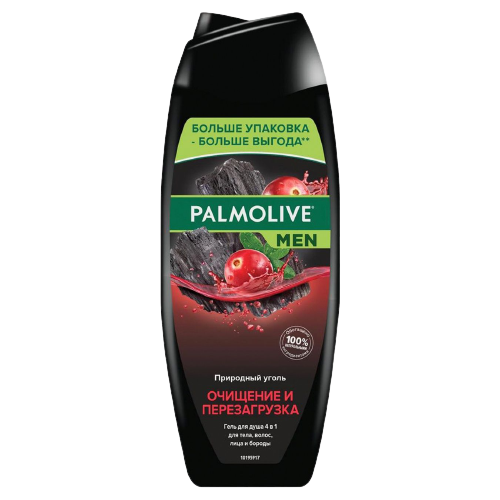 БОЛЬШЕ УПАКОВКА
- БОЛЬШЕ ВЫГОДА**
PALMOLIVE®
MEN
100%
Природный уголь
ОЧИЩЕНИЕ И
ПЕРЕЗАГРУЗКА
Гель для душа 4 в 1
для тела, волос,
лица и бороды
10195917